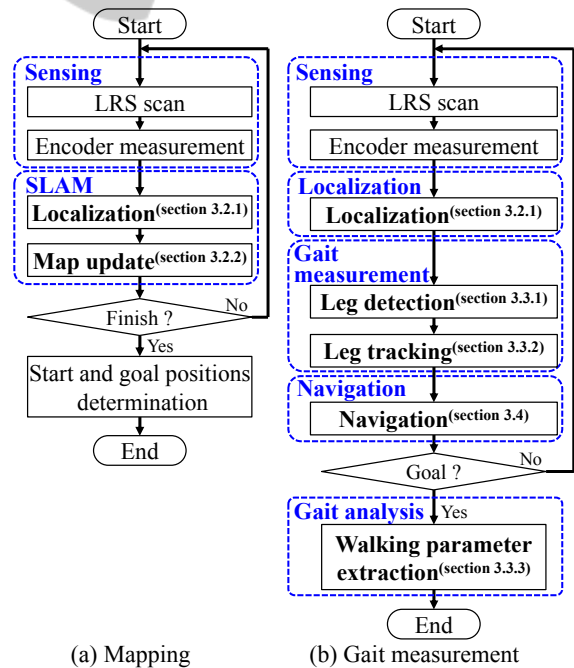 Start
Sensing
LRS scan
Encoder measurement
SLAM
Localization(section 3.2.1)
Map update(section 3.2.2)
Finish ?
No
Yes
Start and goal positions
determination
End
(a) Mapping
Start
Sensing
LRS scan
Encoder measurement
Localization
Localization(section 3.2.1)
Gait
measurement
Leg detection(section 3.3.1)
Leg tracking(section 3.3.2)
Navigation
Navigation(section 3.4)
Goal ?
No
Yes
Gait analysis
Walking parameter
extraction(section 3.3.3)
End
(b) Gait measurement